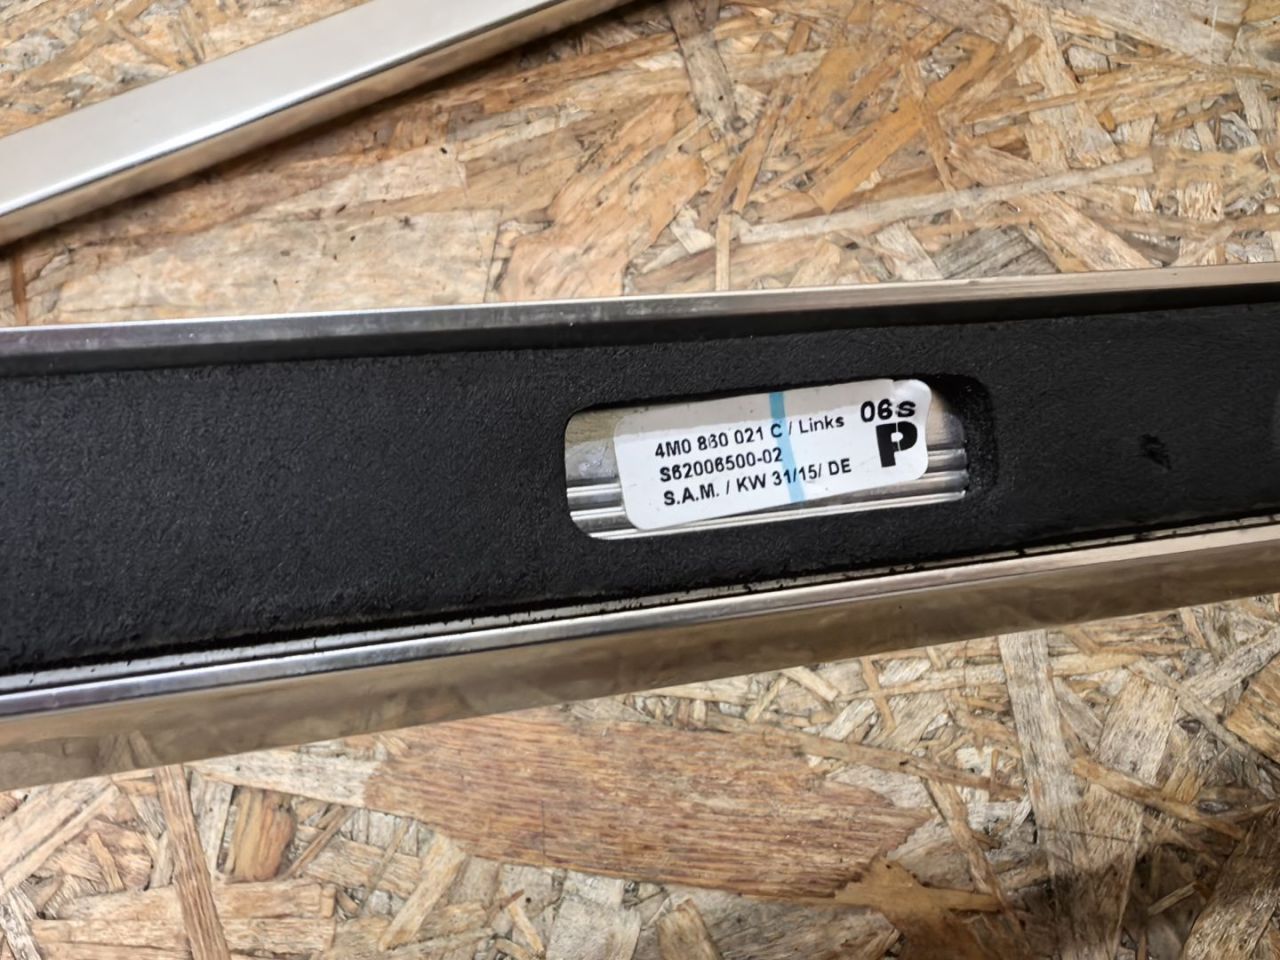 4M0 860 021 C / Links 06s
S62006500-02 P
S.A.M. / KW 31/15/ DE